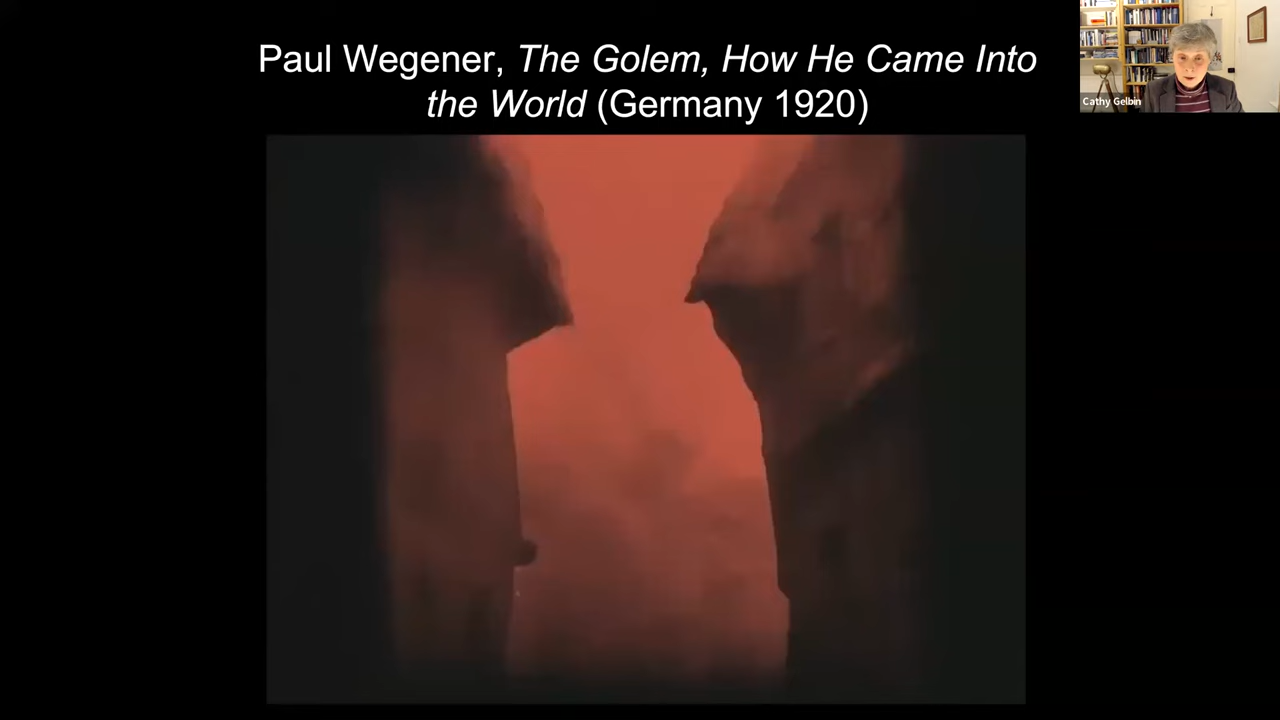 Paul Wegener, The Golem, How He Came Into
the World (Germany 1920)
Cathy Gelbin